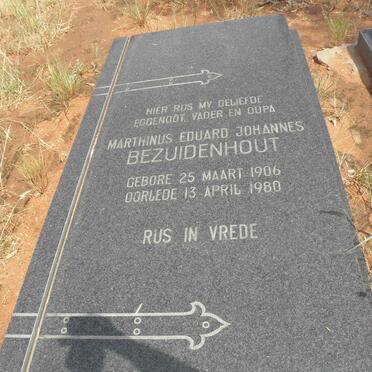 HIER RUS MY GELIEFDE
EGGENOOT, VADER EN OUPA
MARTHINUS EDUARD JOHANNES
BEZUIDENHOUT
GEBORE 25 MAART 1906
OORLEDE 13 APRIL 1980
RUS IN VREDE